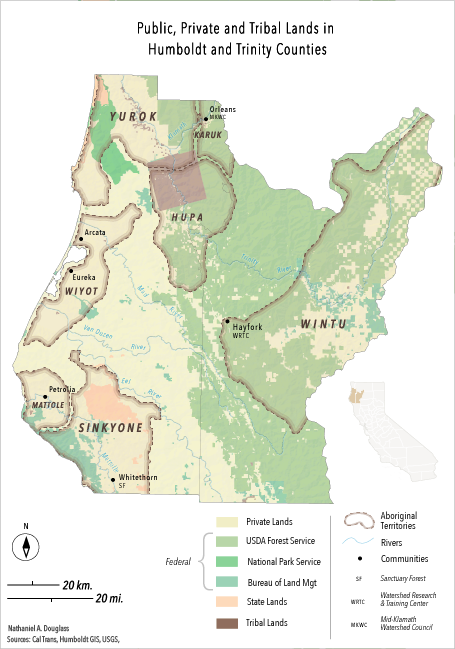 Public, Private and Tribal Lands in
Humboldt and Trinity Counties
YUROK
Orleans
MKWC
KARUK
HUPA
Arcata
Trinity
River
Eureka
WIYOT
Mad
Hayfork
WRTC
WINTU
Van Duzen
River
Eel
River
Petrolia
MATTOLE
SINKYONE
Mattole
Whitethorn
SF
N
20 km.
20 mi.
Federal
Private Lands
USDA Forest Service
National Park Service
Bureau of Land Mgt
State Lands
Tribal Lands
Aboriginal
Territories
Rivers
Communities
SF Sanctuary Forest
WRTC Watershed Research
& Training Center
MKWC Mid-Klamath
Watershed Council
Nathaniel A. Douglass
Sources: Cal Trans, Humboldt GIS, USGS,